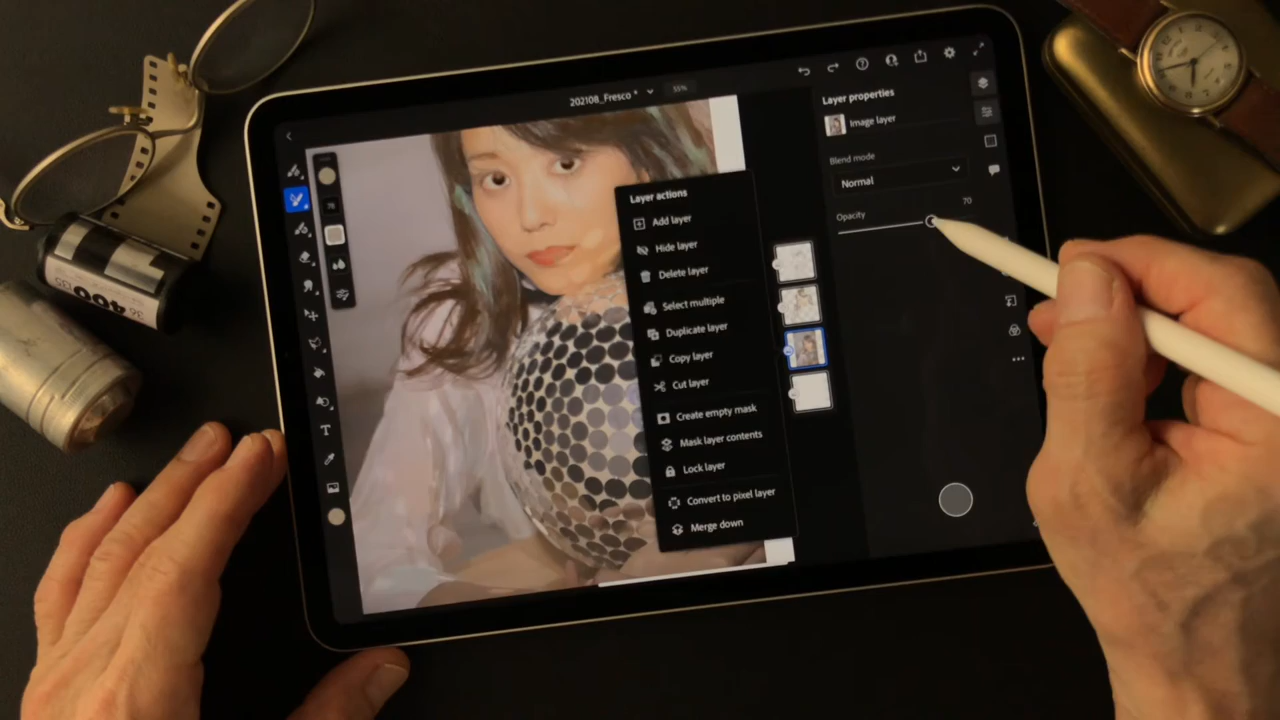 202108_Fresco *
55%
Layer properties
Image layer
Blend mode
Normal
Opacity
70
Layer actions
Add layer
Hide layer
Delete layer
Select multiple
Duplicate layer
Copy layer
Cut layer
Create empty mask
Mask layer contents
Lock layer
Convert to pixel layer
Merge down
T
400
36